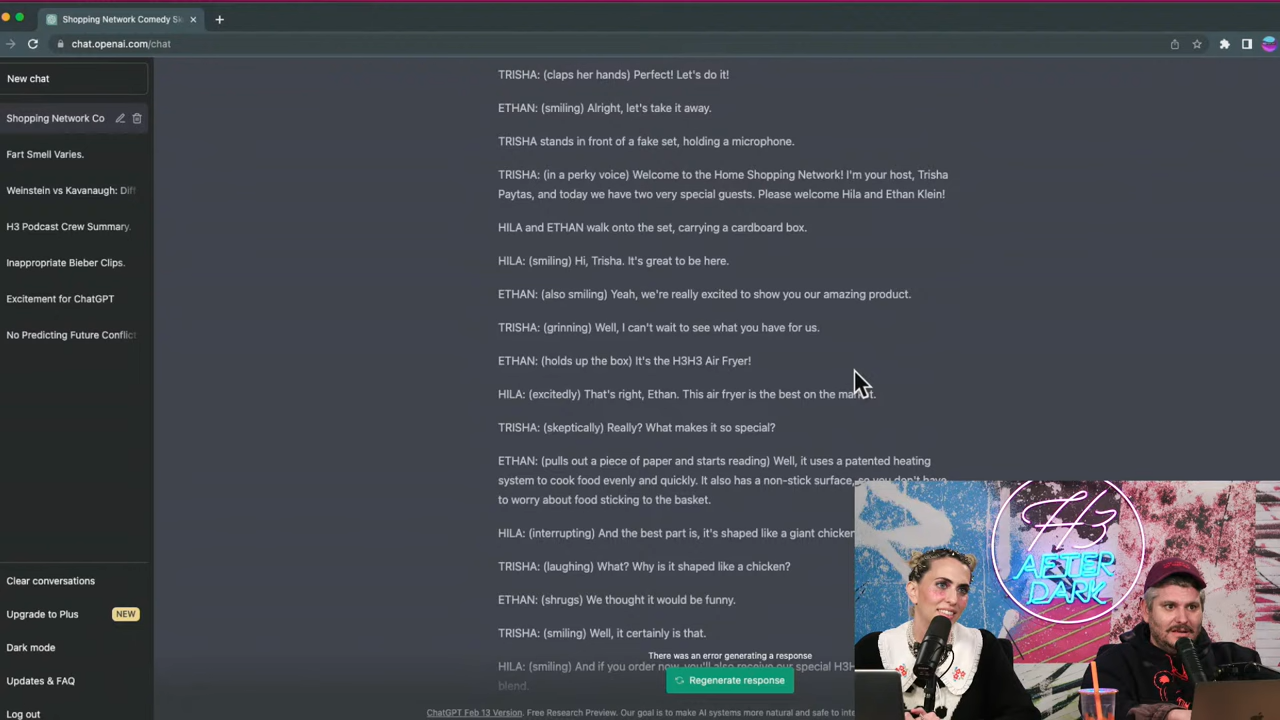 Shopping Network Comedy Sk
chat.openai.com/chat
New chat
Shopping Network Co
Fart Smell Varies.
Weinstein vs Kavanaugh: Dif
H3 Podcast Crew Summary.
Inappropriate Bieber Clips.
Excitement for ChatGPT
No Predicting Future Conflict
Clear conversations
Upgrade to Plus NEW
Dark mode
Updates & FAQ
Log out
TRISHA: (claps her hands) Perfect! Let's do it!
ETHAN: (smiling) Alright, let's take it away.
TRISHA stands in front of a fake set, holding a microphone.
TRISHA: (in a perky voice) Welcome to the Home Shopping Network! I'm your host, Trisha
Paytas, and today we have two very special guests. Please welcome Hila and Ethan Klein!
HILA and ETHAN walk onto the set, carrying a cardboard box.
HILA: (smiling) Hi, Trisha. It's great to be here.
ETHAN: (also smiling) Yeah, we're really excited to show you our amazing product.
TRISHA: (grinning) Well, I can't wait to see what you have for us.
ETHAN: (holds up the box) It's the H3H3 Air Fryer!
HILA: (excitedly) That's right, Ethan. This air fryer is the best on the market.
TRISHA: (skeptically) Really? What makes it so special?
ETHAN: (pulls out a piece of paper and starts reading) Well, it uses a patented heating
system to cook food evenly and quickly. It also has a non-stick surface, so you don't have
to worry about food sticking to the basket.
HILA: (interrupting) And the best part is, it's shaped like a giant chicken
TRISHA: (laughing) What? Why is it shaped like a chicken?
ETHAN: (shrugs) We thought it would be funny.
TRISHA: (smiling) Well, it certainly is that.
HILA: (smiling) And if you order now, you'll also receive our special H3H
blend.
There was an error generating a response
Regenerate response
ChatGPT Feb 13 Version. Free Research Preview. Our goal is to make AI systems more natural and safe to inte
H3
AFTER
DARK